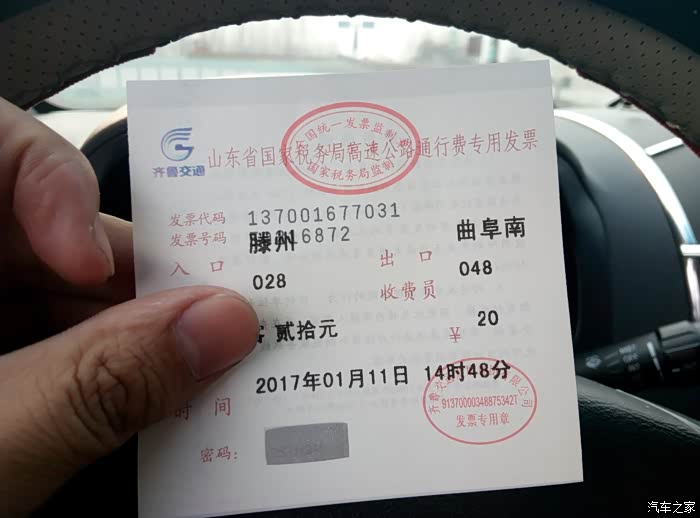 齐鲁交通
山东省国家税务局高速公路通行费专用发票
国统一发票监制
国家税务局监制
发票代码 137001677031
发票号码 16872
滕州 曲阜南
入口 出口
028 048
收费员
贰拾元 ¥ 20
2017年01月11日 14时48分
时间
913700003488753421
发票专用章
密码:
汽车之家